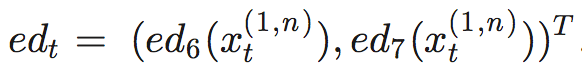 ed_t = (ed_6(x_t^{(1,n)}), ed_7(x_t^{(1,n)}))^T.